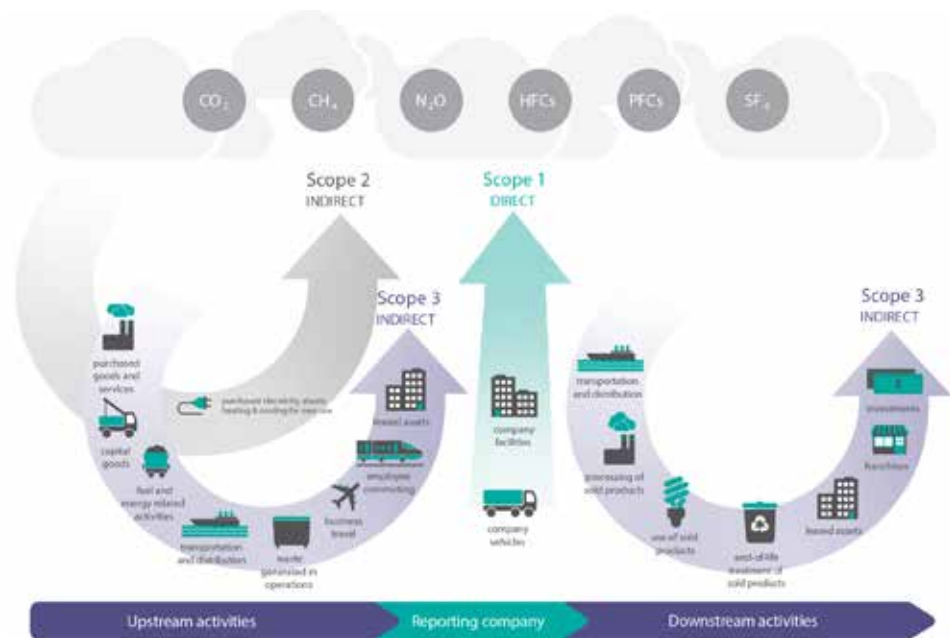 CO₂
CH₄
N₂O
HFCs
PFCs
SF₆
Scope 2
INDIRECT
Scope 1
DIRECT
Scope 3
INDIRECT
Scope 3
INDIRECT
purchased
goods and
services
capital
goods
fuel and
energy related
activities
transportation
and distribution
waste
generated in
operations
business
travel
employee
commuting
leased assets
purchased electricity, steam,
heating & cooling for own use
company
facilities
company
vehicles
transportation
and distribution
processing of
sold products
use of sold
products
end-of-life
treatment of
sold products
leased assets
franchises
investments
Upstream activities
Reporting company
Downstream activities